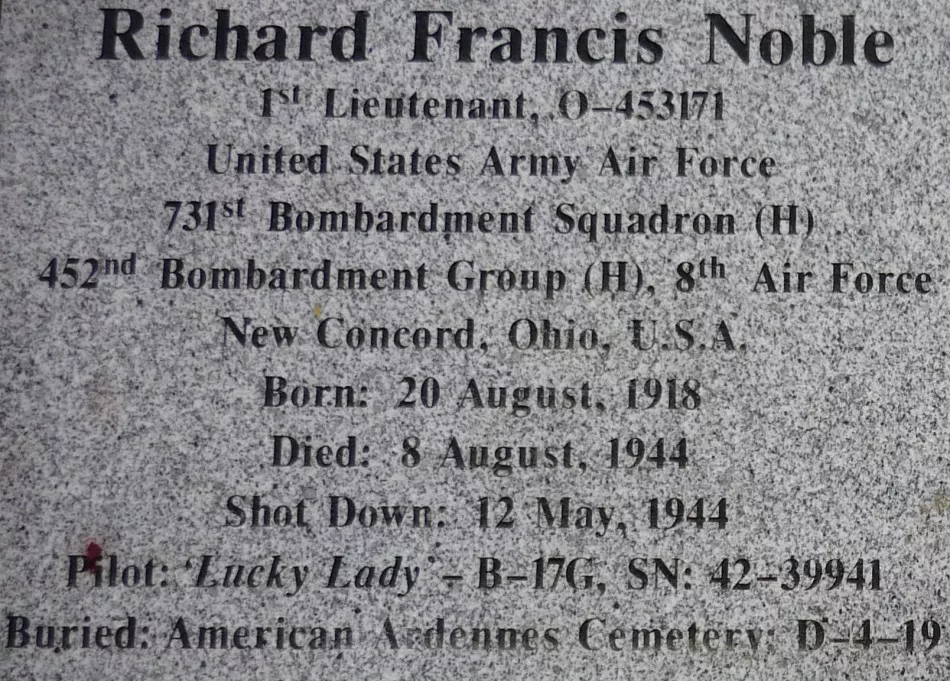 Richard Francis Noble
1st Lieutenant, O-453171
United States Army Air Force
731st Bombardment Squadron (H)
452nd Bombardment Group (H), 8th Air Force
New Concord, Ohio, U.S.A.
Born: 20 August, 1918
Died: 8 August, 1944
Shot Down: 12 May, 1944
Pilot: 'Lucky Lady' - B-17G, SN: 42-39941
Buried: American Ardennes Cemetery: D-4-19